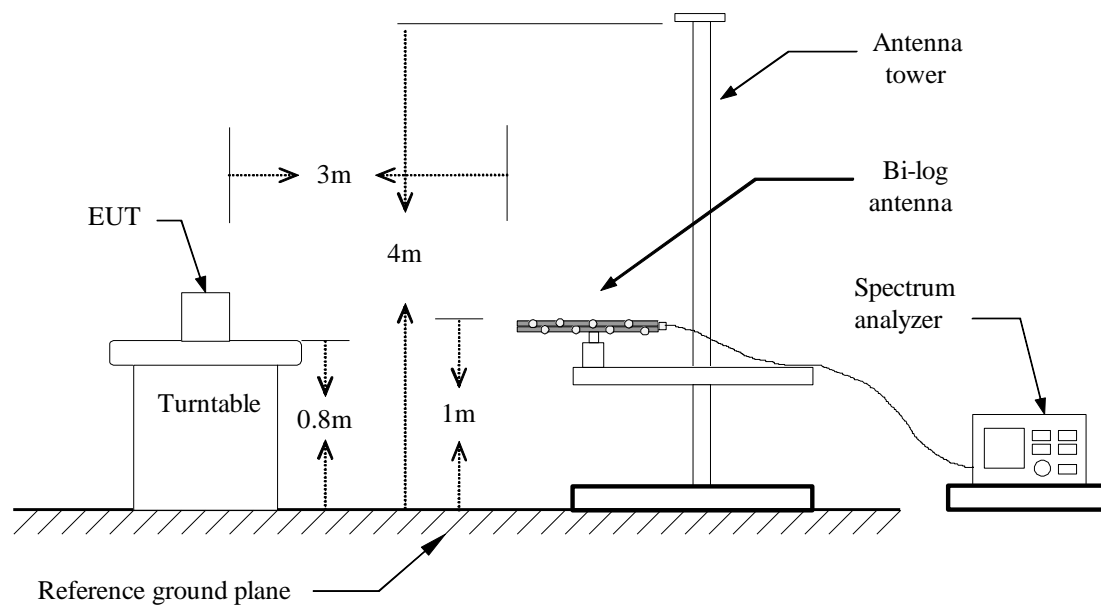 Antenna
tower
3m
Bi-log
antenna
EUT
4m
Spectrum
analyzer
Turntable
0.8m
1m
Reference ground plane